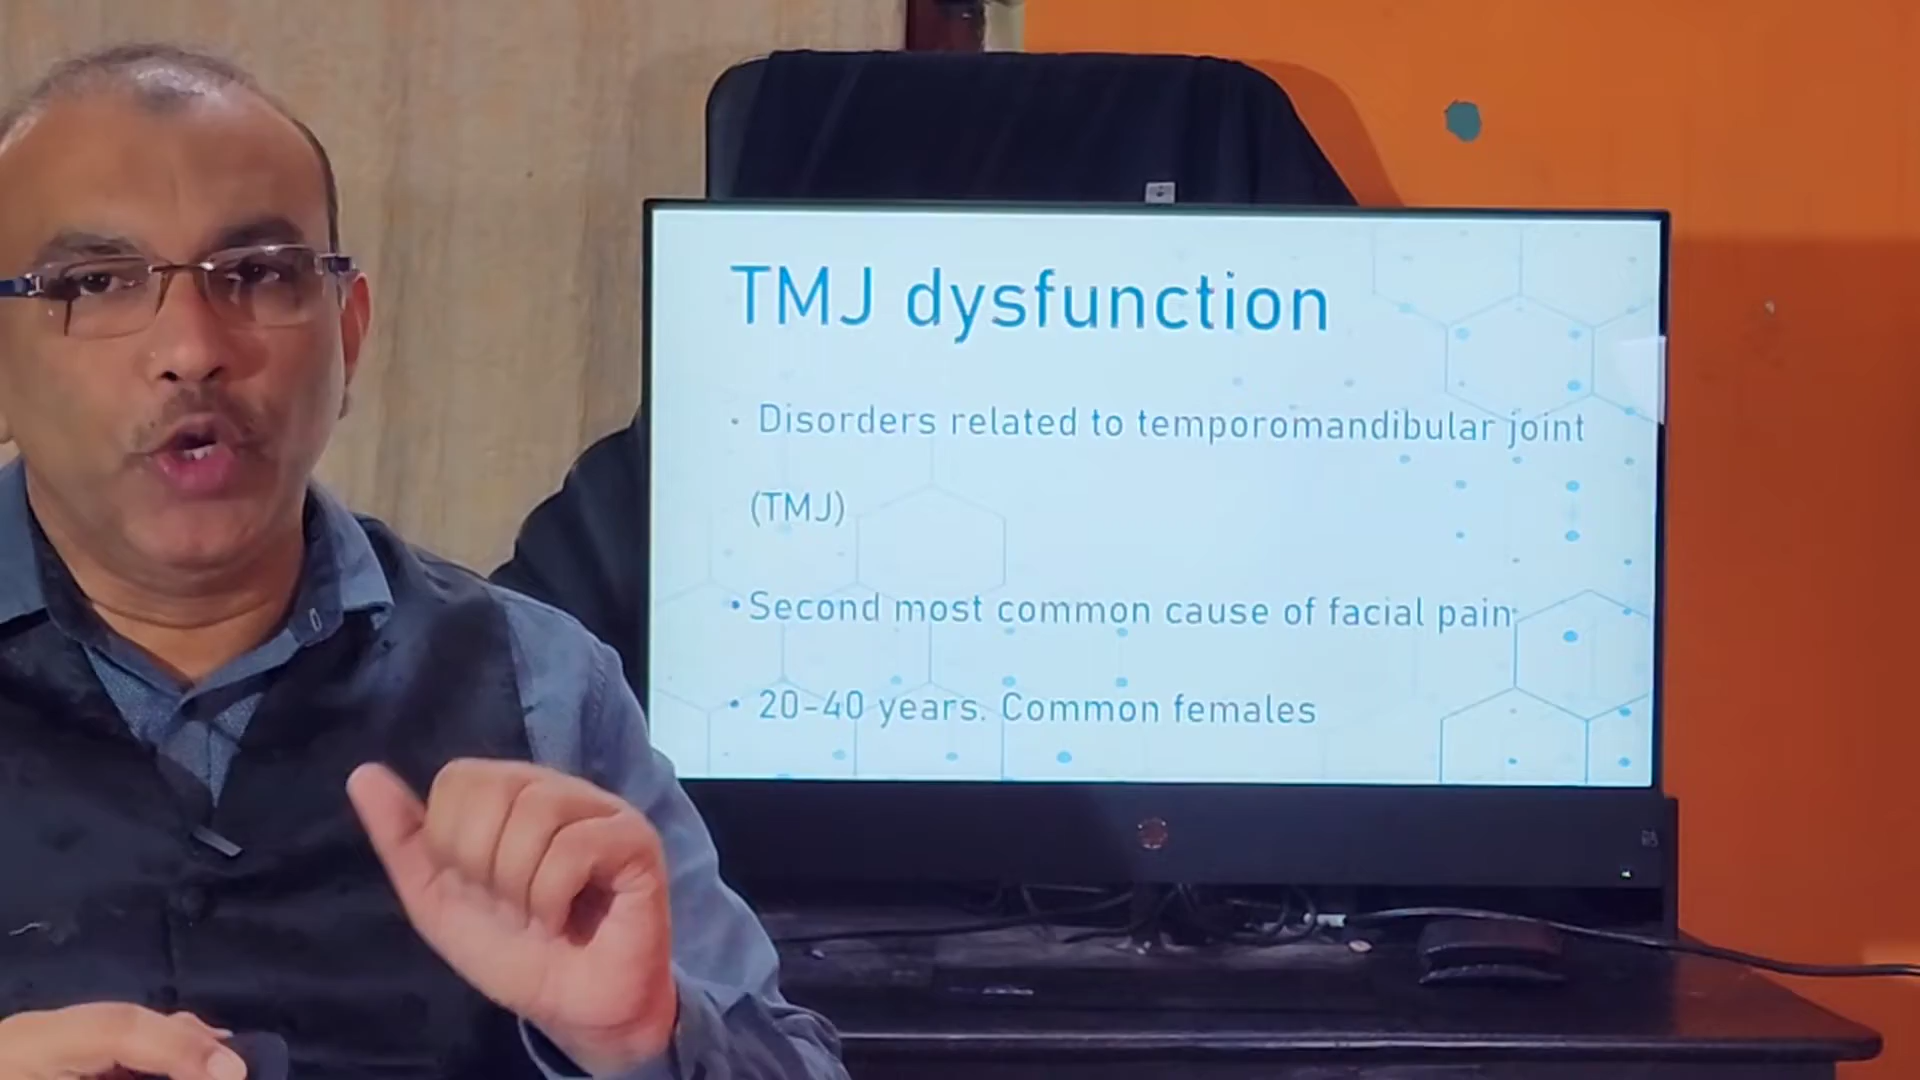 TMJ dysfunction
• Disorders related to temporomandibular joint
(TMJ)
• Second most common cause of facial pain
• 20-40 years. Common females